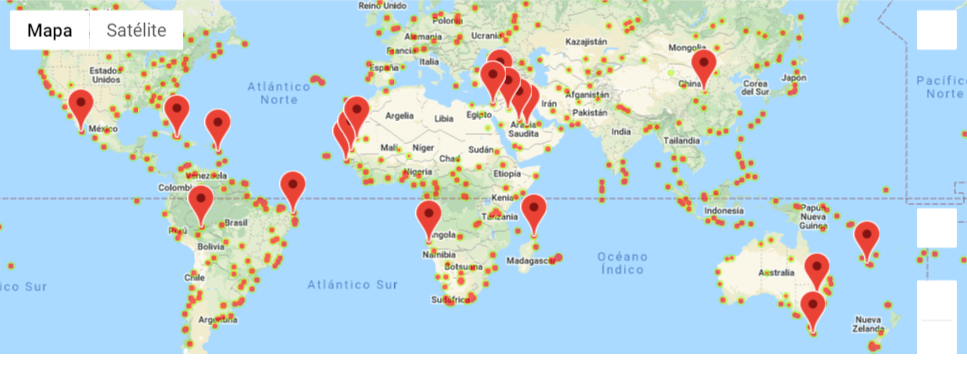 Mapa
Satélite
Reino Unido
Polonia
Alemania
Ucrania
Francia
Kazajistán
Mongolia
Italia
España
Estados
Unidos
Atlántico
Norte
China
Corea
del Sur
Japón
Pacífico
Norte
Afganistán
Irán
Pakistán
Argelia
Libia
Egipto
México
Arabia
Saudita
India
Malí
Níger
Sudán
Tailandia
Chad
Nigeria
Etiopía
Venezuela
Colombia
Kenia
Tanzania
Indonesia
Papúa
Nueva
Guinea
Perú
Brasil
Angola
Bolivia
Namibia
Botsuana
Madagascar
Océano
Índico
Australia
Chile
Atlántico Sur
ico Sur
Sudáfrica
Argentina
Nueva
Zelanda